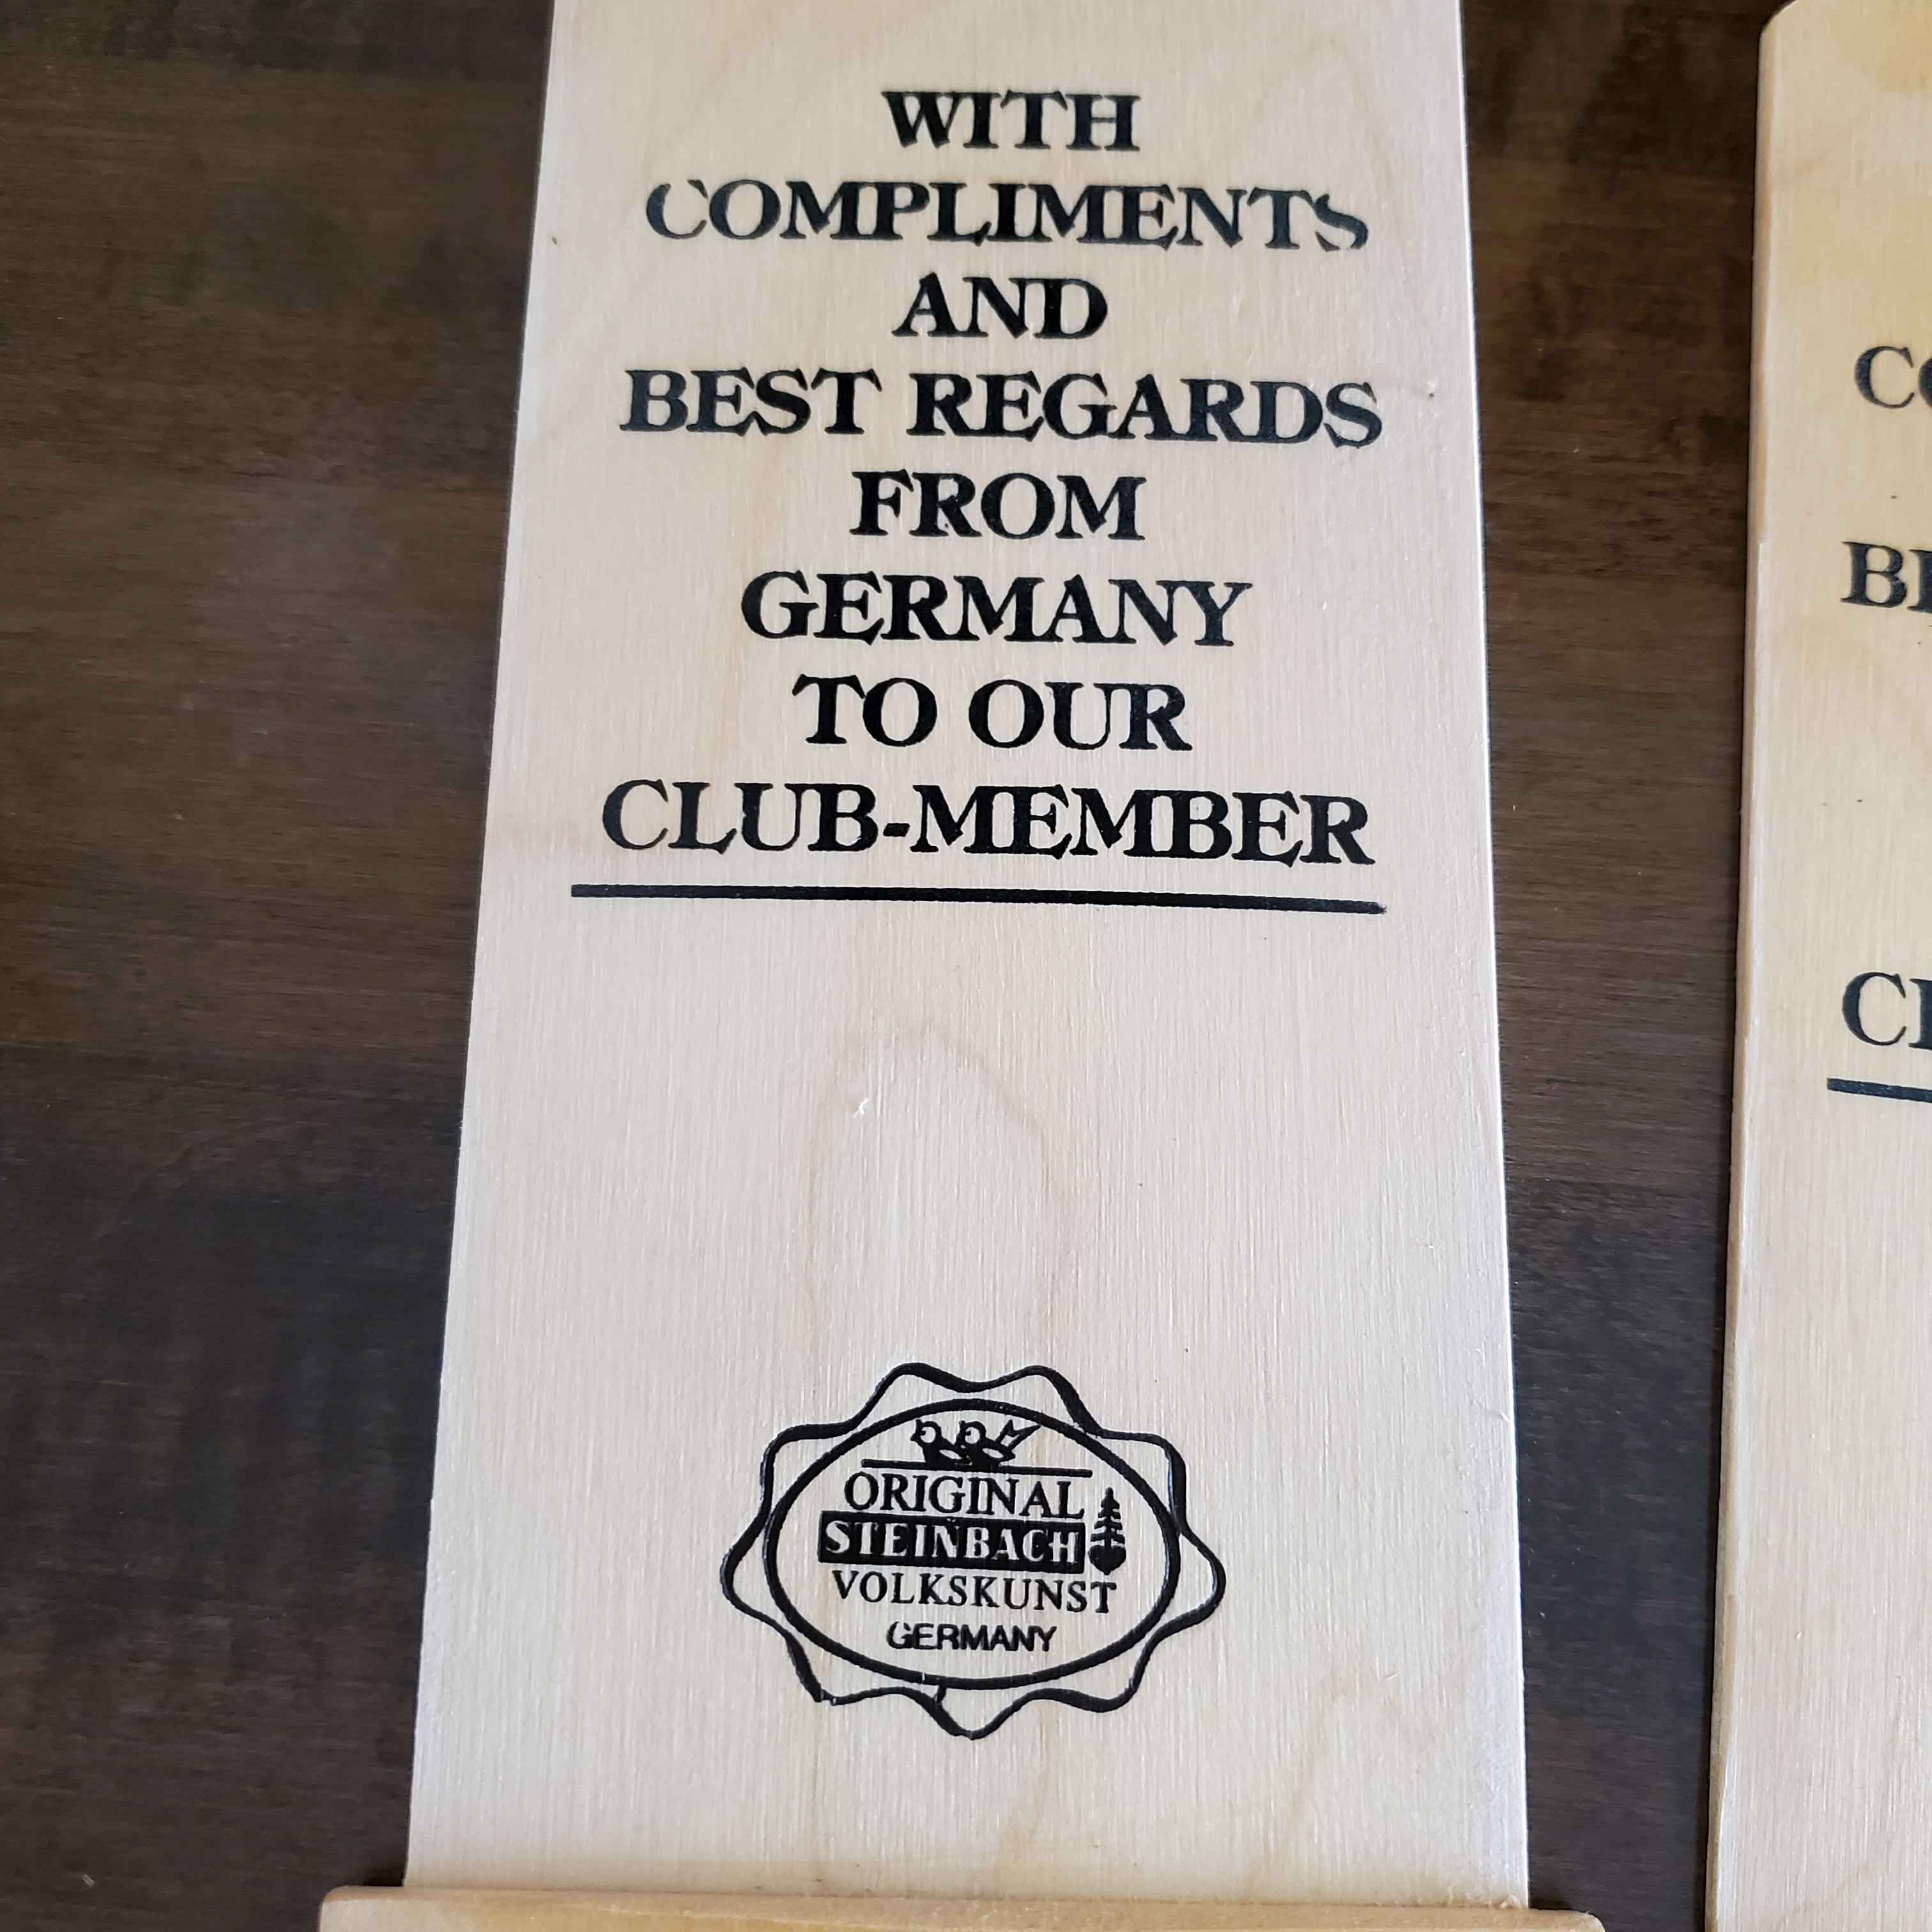 WITH
COMPLIMENTS
AND
BEST REGARDS
FROM
GERMANY
TO OUR
CLUB-MEMBER
ORIGINAL
STEINBACH
VOLKSKUNST
GERMANY